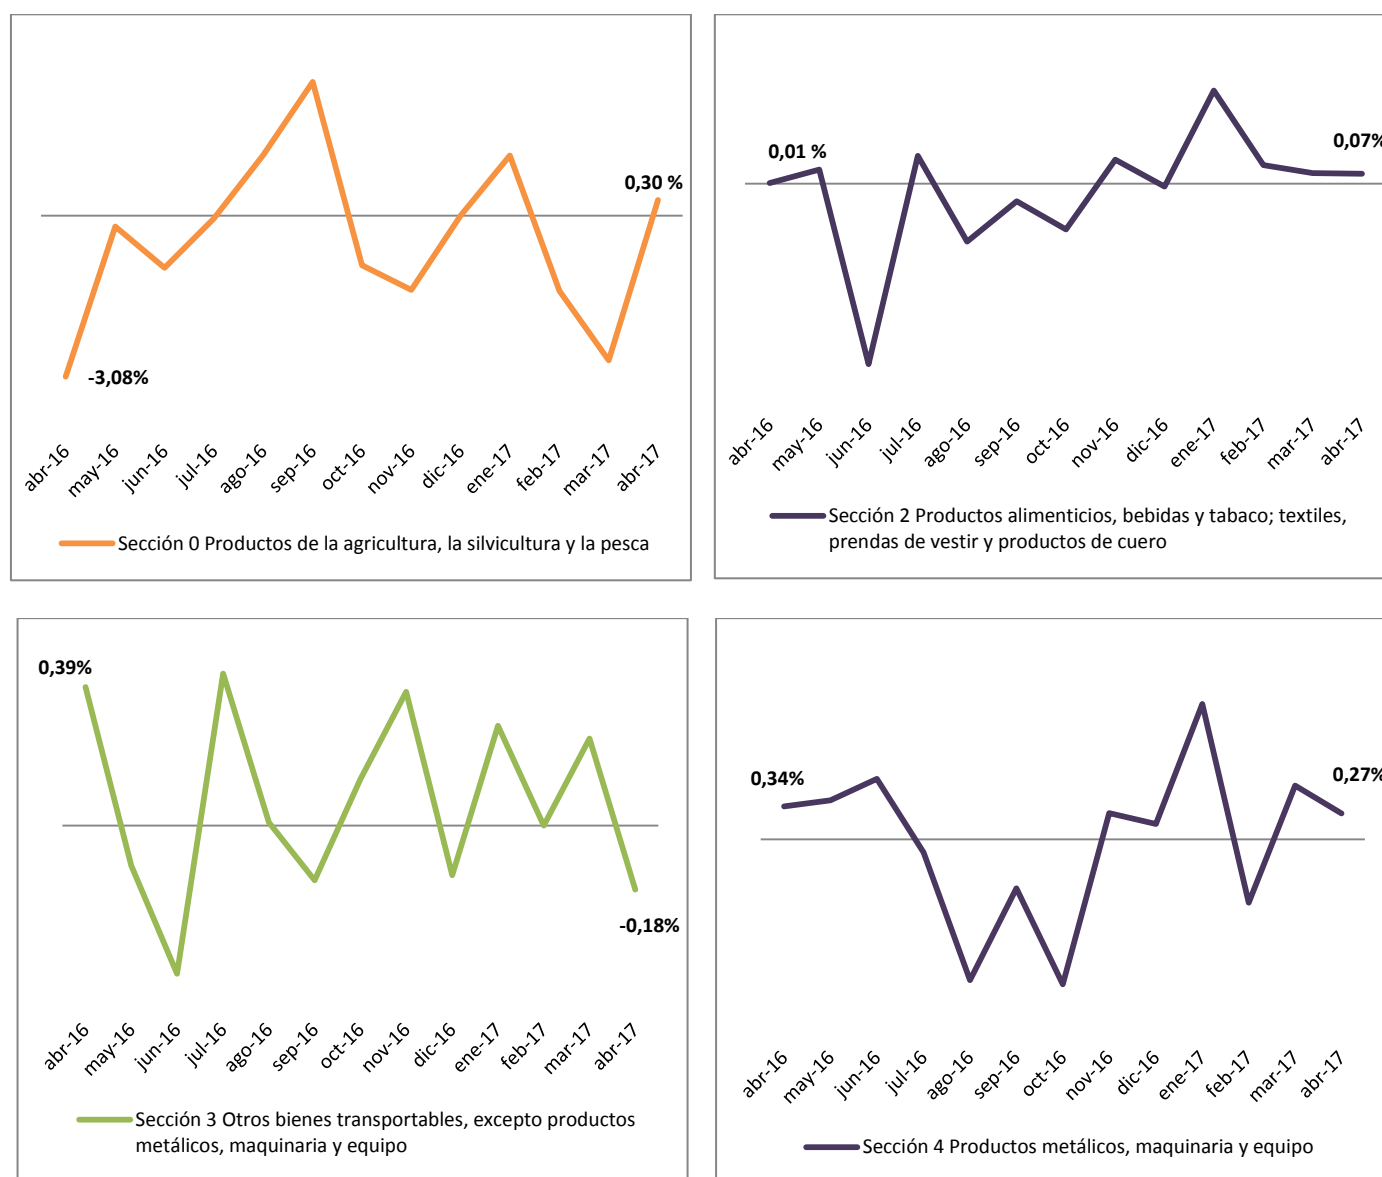 0,30 %
-3,08%
abr-16
may-16
jun-16
jul-16
ago-16
sep-16
oct-16
nov-16
dic-16
ene-17
feb-17
mar-17
abr-17
Sección 0 Productos de la agricultura, la silvicultura y la pesca
0,01 %
0,07%
abr-16
may-16
jun-16
jul-16
ago-16
sep-16
oct-16
nov-16
dic-16
ene-17
feb-17
mar-17
abr-17
Sección 2 Productos alimenticios, bebidas y tabaco; textiles,
prendas de vestir y productos de cuero
0,39%
-0,18%
abr-16
may-16
jun-16
jul-16
ago-16
sep-16
oct-16
nov-16
dic-16
ene-17
feb-17
mar-17
abr-17
Sección 3 Otros bienes transportables, excepto productos
metálicos, maquinaria y equipo
0,34%
0,27%
abr-16
may-16
jun-16
jul-16
ago-16
sep-16
oct-16
nov-16
dic-16
ene-17
feb-17
mar-17
abr-17
Sección 4 Productos metálicos, maquinaria y equipo